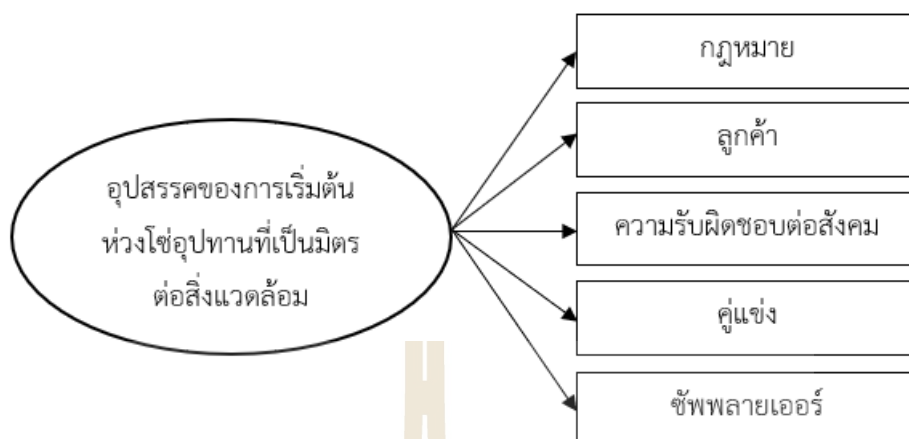 อุปสรรคของการเริ่มต้น
ห่วงโซ่อุปทานที่เป็นมิตร
ต่อสิ่งแวดล้อม
กฎหมาย
ลูกค้า
ความรับผิดชอบต่อสังคม
คู่แข่ง
ซัพพลายเออร์